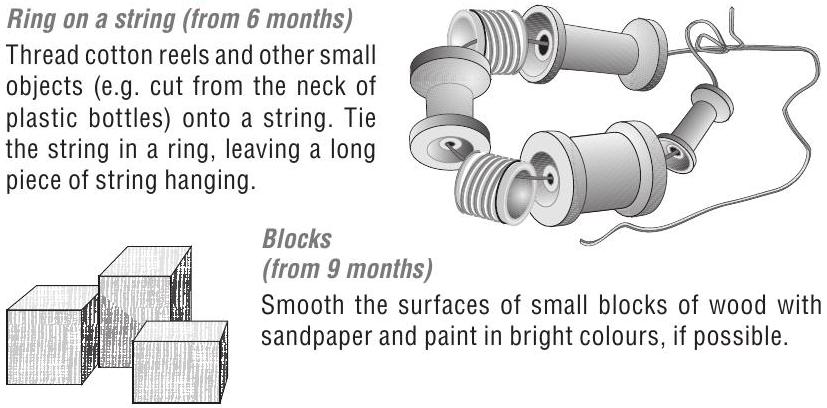 Ring on a string (from 6 months)
Thread cotton reels and other small
objects (e.g. cut from the neck of
plastic bottles) onto a string. Tie
the string in a ring, leaving a long
piece of string hanging.
Blocks
(from 9 months)
Smooth the surfaces of small blocks of wood with
sandpaper and paint in bright colours, if possible.